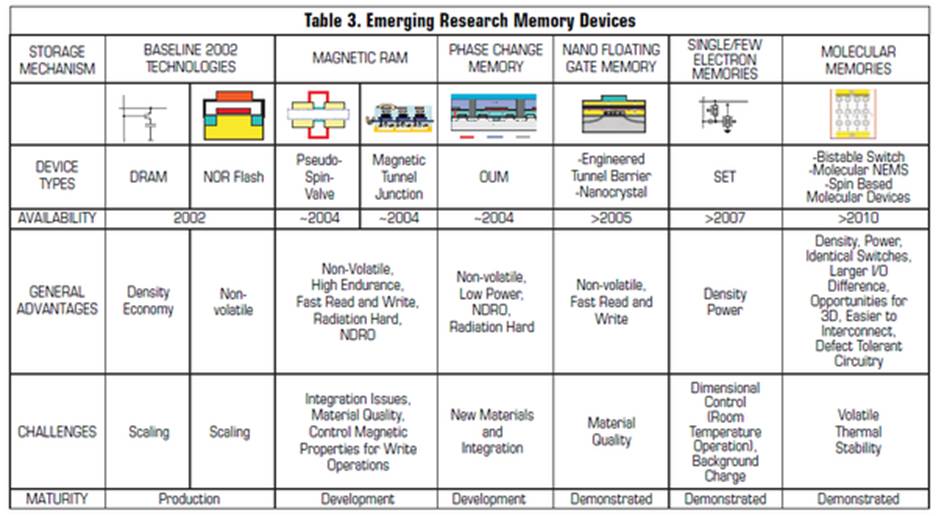 Table 3. Emerging Research Memory Devices
STORAGE
MECHANISM
BASELINE 2002
TECHNOLOGIES
MAGNETIC RAM
PHASE CHANGE
MEMORY
NANO FLOATING
GATE MEMORY
SINGLE/FEW
ELECTRON
MEMORIES
MOLECULAR
MEMORIES
DEVICE
TYPES
DRAM
NOR Flash
Pseudo-
Spin-
Valve
Magnetic
Tunnel
Junction
OUM
-Engineered
Tunnel Barrier
-Nanocrystal
SET
-Bistable Switch
-Molecular NEMS
-Spin Based
Molecular Devices
AVAILABILITY
2002
~2004
~2004
~2004
>2005
>2007
>2010
GENERAL
ADVANTAGES
Density
Economy
Non-
volatile
Non-Volatile,
High Endurance,
Fast Read and Write,
Radiation Hard,
NDRO
Non-volatile,
Low Power,
NDRO,
Radiation Hard
Non-volatile,
Fast Read and
Write
Density
Power
Density, Power,
Identical Switches,
Larger I/O
Difference,
Opportunities for
3D, Easier to
Interconnect,
Defect Tolerant
Circuitry
CHALLENGES
Scaling
Scaling
Integration Issues,
Material Quality,
Control Magnetic
Properties for Write
Operations
New Materials
and
Integration
Material
Quality
Dimensional
Control
(Room
Temperature
Operation),
Background
Charge
Volatile
Thermal
Stability
MATURITY
Production
Development
Development
Demonstrated
Demonstrated
Demonstrated